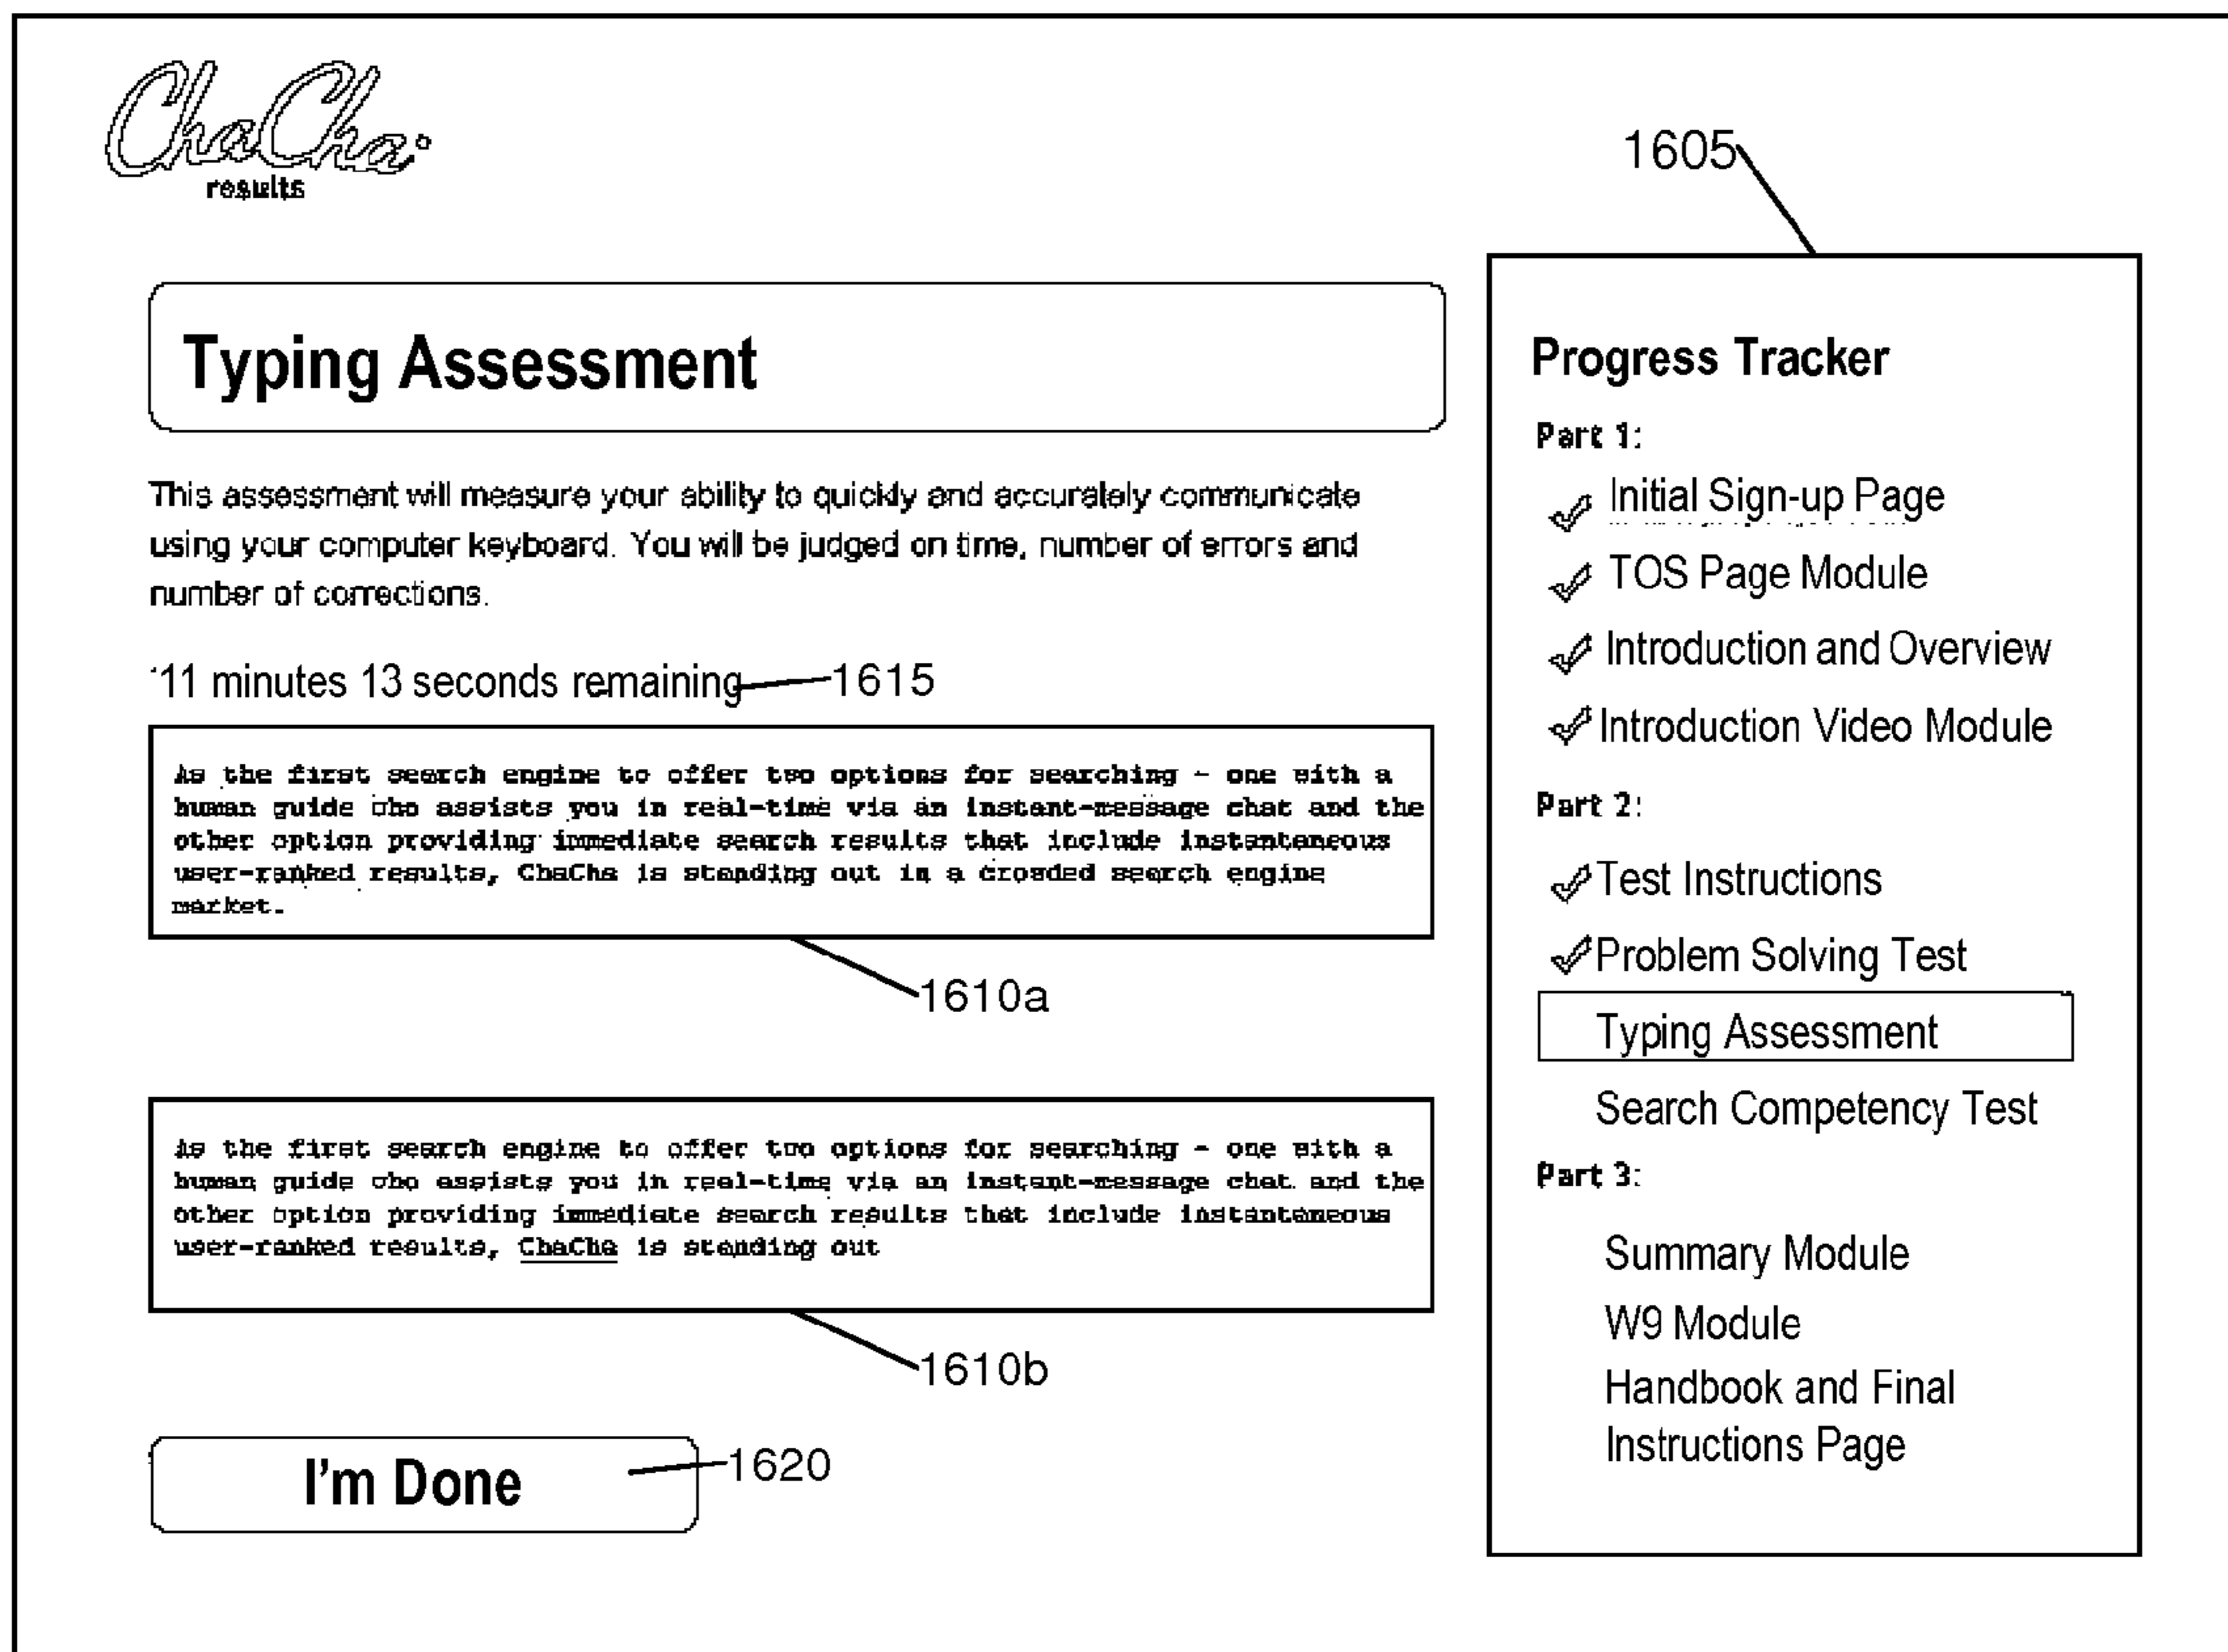 ChaCha
results
1605
Typing Assessment
This assessment will measure your ability to quickly and accurately communicate
using your computer keyboard. You will be judged on time, number of errors and
number of corrections.
11 minutes 13 seconds remaining
1615
As the first search engine to offer two options for searching - one with a
human guide who assists you in real-time via an instant-message chat and the
other option providing immediate search results that include instantaneous
user-ranked results, ChaCha is standing out in a crowded search engine
market.
1610a
As the first search engine to offer two options for searching - one with a
human guide who assists you in real-time via an instant-message chat and the
other option providing immediate search results that include instantaneous
user-ranked results, ChaCha is standing out
1610b
I'm Done
1620
Progress Tracker
Part 1:
Initial Sign-up Page
TOS Page Module
Introduction and Overview
Introduction Video Module
Part 2:
Test Instructions
Problem Solving Test
Typing Assessment
Search Competency Test
Part 3:
Summary Module
W9 Module
Handbook and Final
Instructions Page